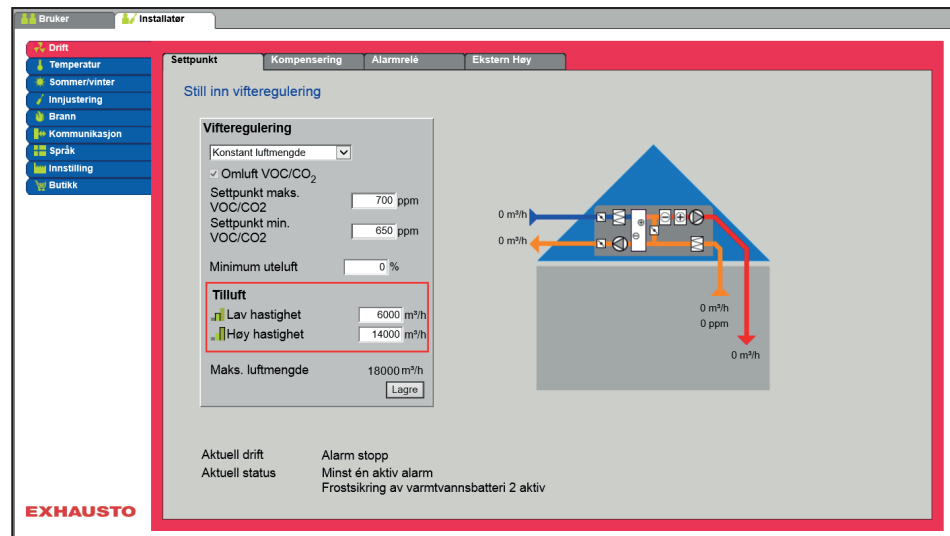 Bruker
Installatør
Drift
Temperatur
Sommer/vinter
Innjustering
Brann
Kommunikasjon
Språk
Innstilling
Butikk
EXHAUSTO
Settpunkt
Kompensering
Alarmrelé
Ekstern Høy
Still inn vifteregulering
Vifteregulering
Konstant luftmengde
Omluft VOC/CO2
Settpunkt maks.
VOC/CO2
700 ppm
Settpunkt min.
VOC/CO2
650 ppm
Minimum uteluft 0 %
Tilluft
Lav hastighet 6000 m³/h
Høy hastighet 14000 m³/h
Maks. luftmengde 18000 m³/h
Lagre
0 m³/h
0 m³/h
0 m³/h
0 ppm
0 m³/h
Aktuell drift Alarm stopp
Aktuell status Minst én aktiv alarm
Frostsikring av varmtvannsbatteri 2 aktiv